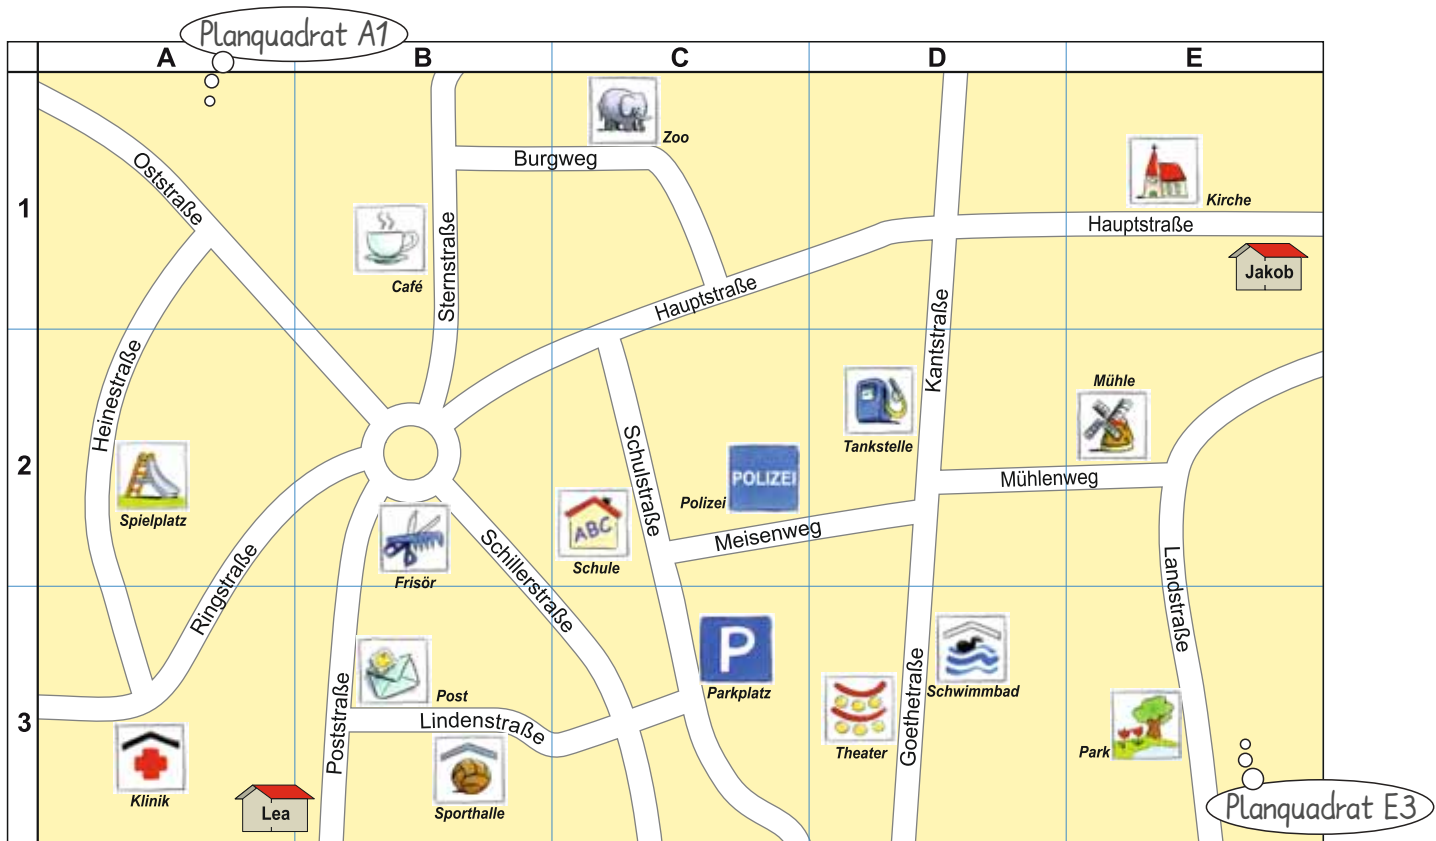 Planquadrat A1
A B C D E
1
2
3
Zoo
Oststraße
Burgweg
Kirche
Hauptstraße
Sternstraße
Café
Jakob
Hauptstraße
Kantstraße
Heinestraße
Mühle
Tankstelle
Schulstraße
POLIZEI
Polizei
Mühlenweg
Spielplatz
Meisenweg
ABC
Schule
Frisör
Schillerstraße
Ringstraße
Landstraße
P
Parkplatz
Schwimmbad
Goethetraße
Post
Poststraße
Lindenstraße
Theater
Park
Klinik
Lea
Sporthalle
Planquadrat E3